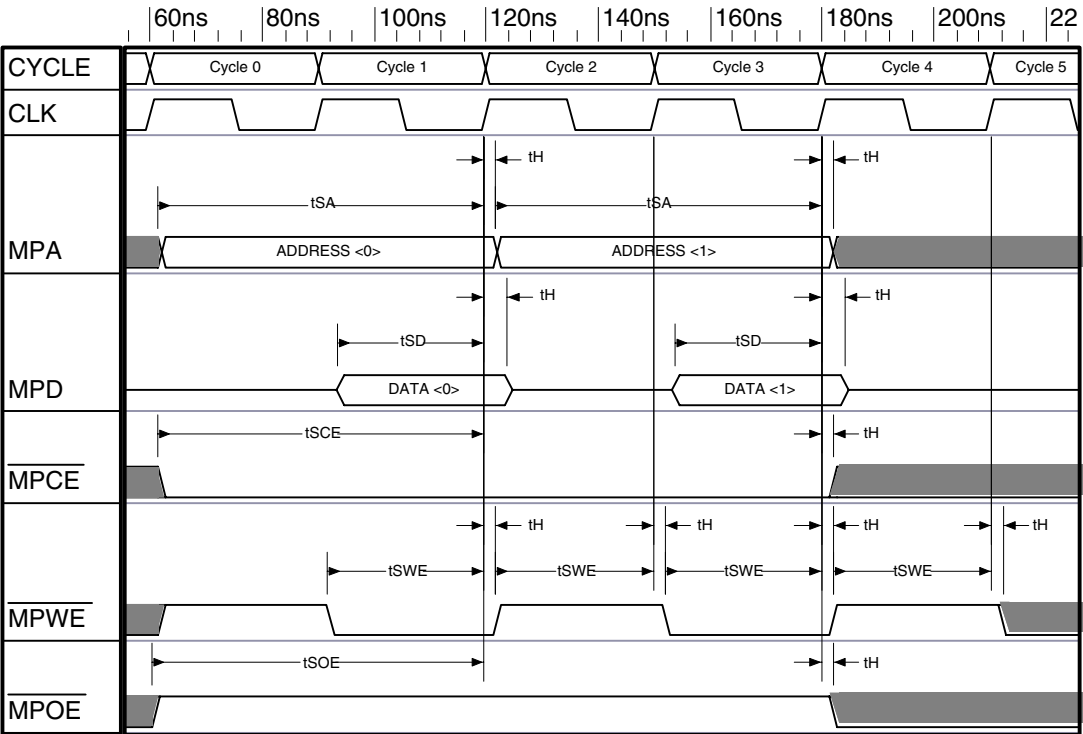 60ns 80ns 100ns 120ns 140ns 160ns 180ns 200ns 22
CYCLE Cycle 0 Cycle 1 Cycle 2 Cycle 3 Cycle 4 Cycle 5
CLK
tH tH
tSA tSA
MPA ADDRESS <0> ADDRESS <1>
tH tH
tSD tSD
MPD DATA <0> DATA <1>
tSCE tH
MPCE
tH tH tH tH
tSWE tSWE tSWE tSWE
MPWE
tSOE tH
MPOE